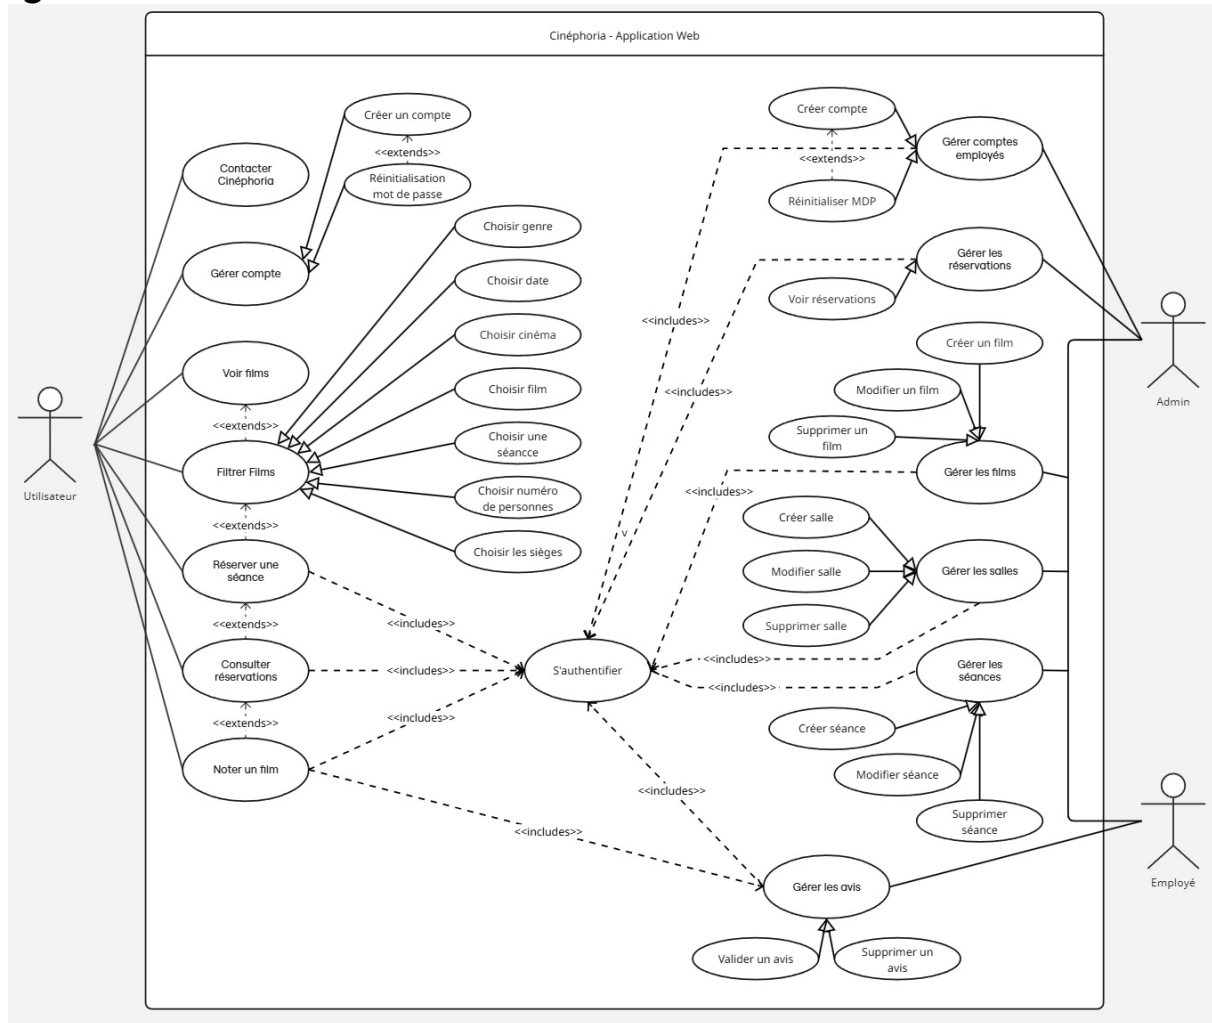 Cinéphoria - Application Web
Créer un compte
<<extends>>
Réinitialisation
mot de passe
Contacter
Cinéphoria
Gérer compte
Voir films
<<extends>>
Filtrer Films
<<extends>>
Réserver une
séance
<<extends>>
Consulter
réservations
<<extends>>
Noter un film
Utilisateur
Choisir genre
Choisir date
Choisir cinéma
Choisir film
Choisir une
séancce
Choisir numéro
de personnes
Choisir les sièges
<<includes>>
<<includes>>
<<includes>>
<<includes>>
S'authentifier
<<includes>>
<<includes>>
<<includes>>
v
<<includes>>
<<includes>>
<<includes>>
Créer compte
<<extends>>
Réinitialiser MDP
Gérer comptes
employés
Gérer les
réservations
Voir réservations
Créer un film
Modifier un film
Supprimer un
film
Gérer les films
Créer salle
Modifier salle
Supprimer salle
Gérer les salles
Gérer les
séances
Créer séance
Modifier séance
Supprimer
séance
Gérer les avis
Valider un avis
Supprimer un
avis
Admin
Employé